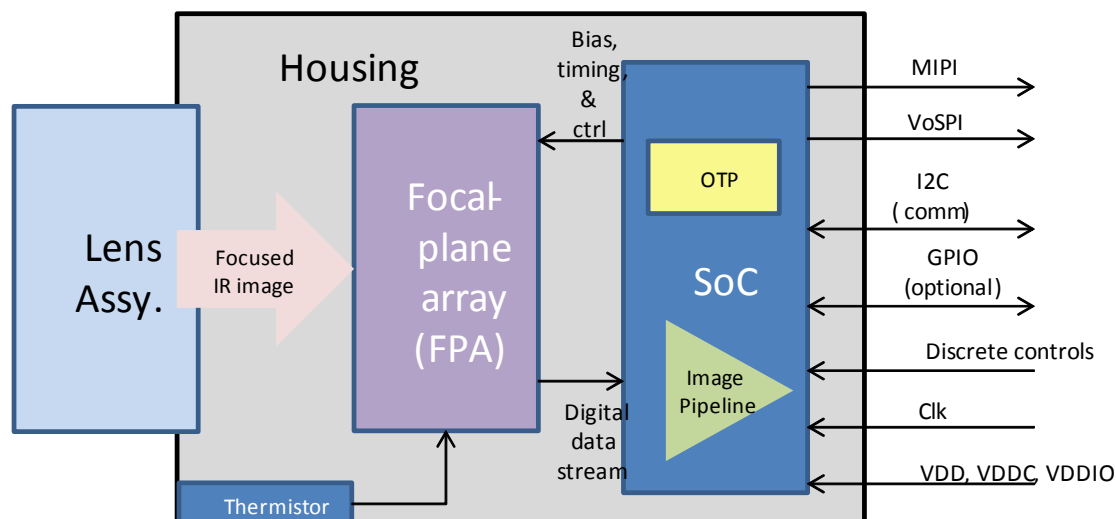 Housing
Bias,
timing,
&
ctrl
MIPI
VoSPI
I2C
( comm)
GPIO
(optional)
Discrete controls
Clk
VDD, VDDC, VDDIO
Lens
Assy.
Focused
IR image
Focal-
plane
array
(FPA)
OTP
SoC
Image
Pipeline
Digital
data
stream
Thermistor